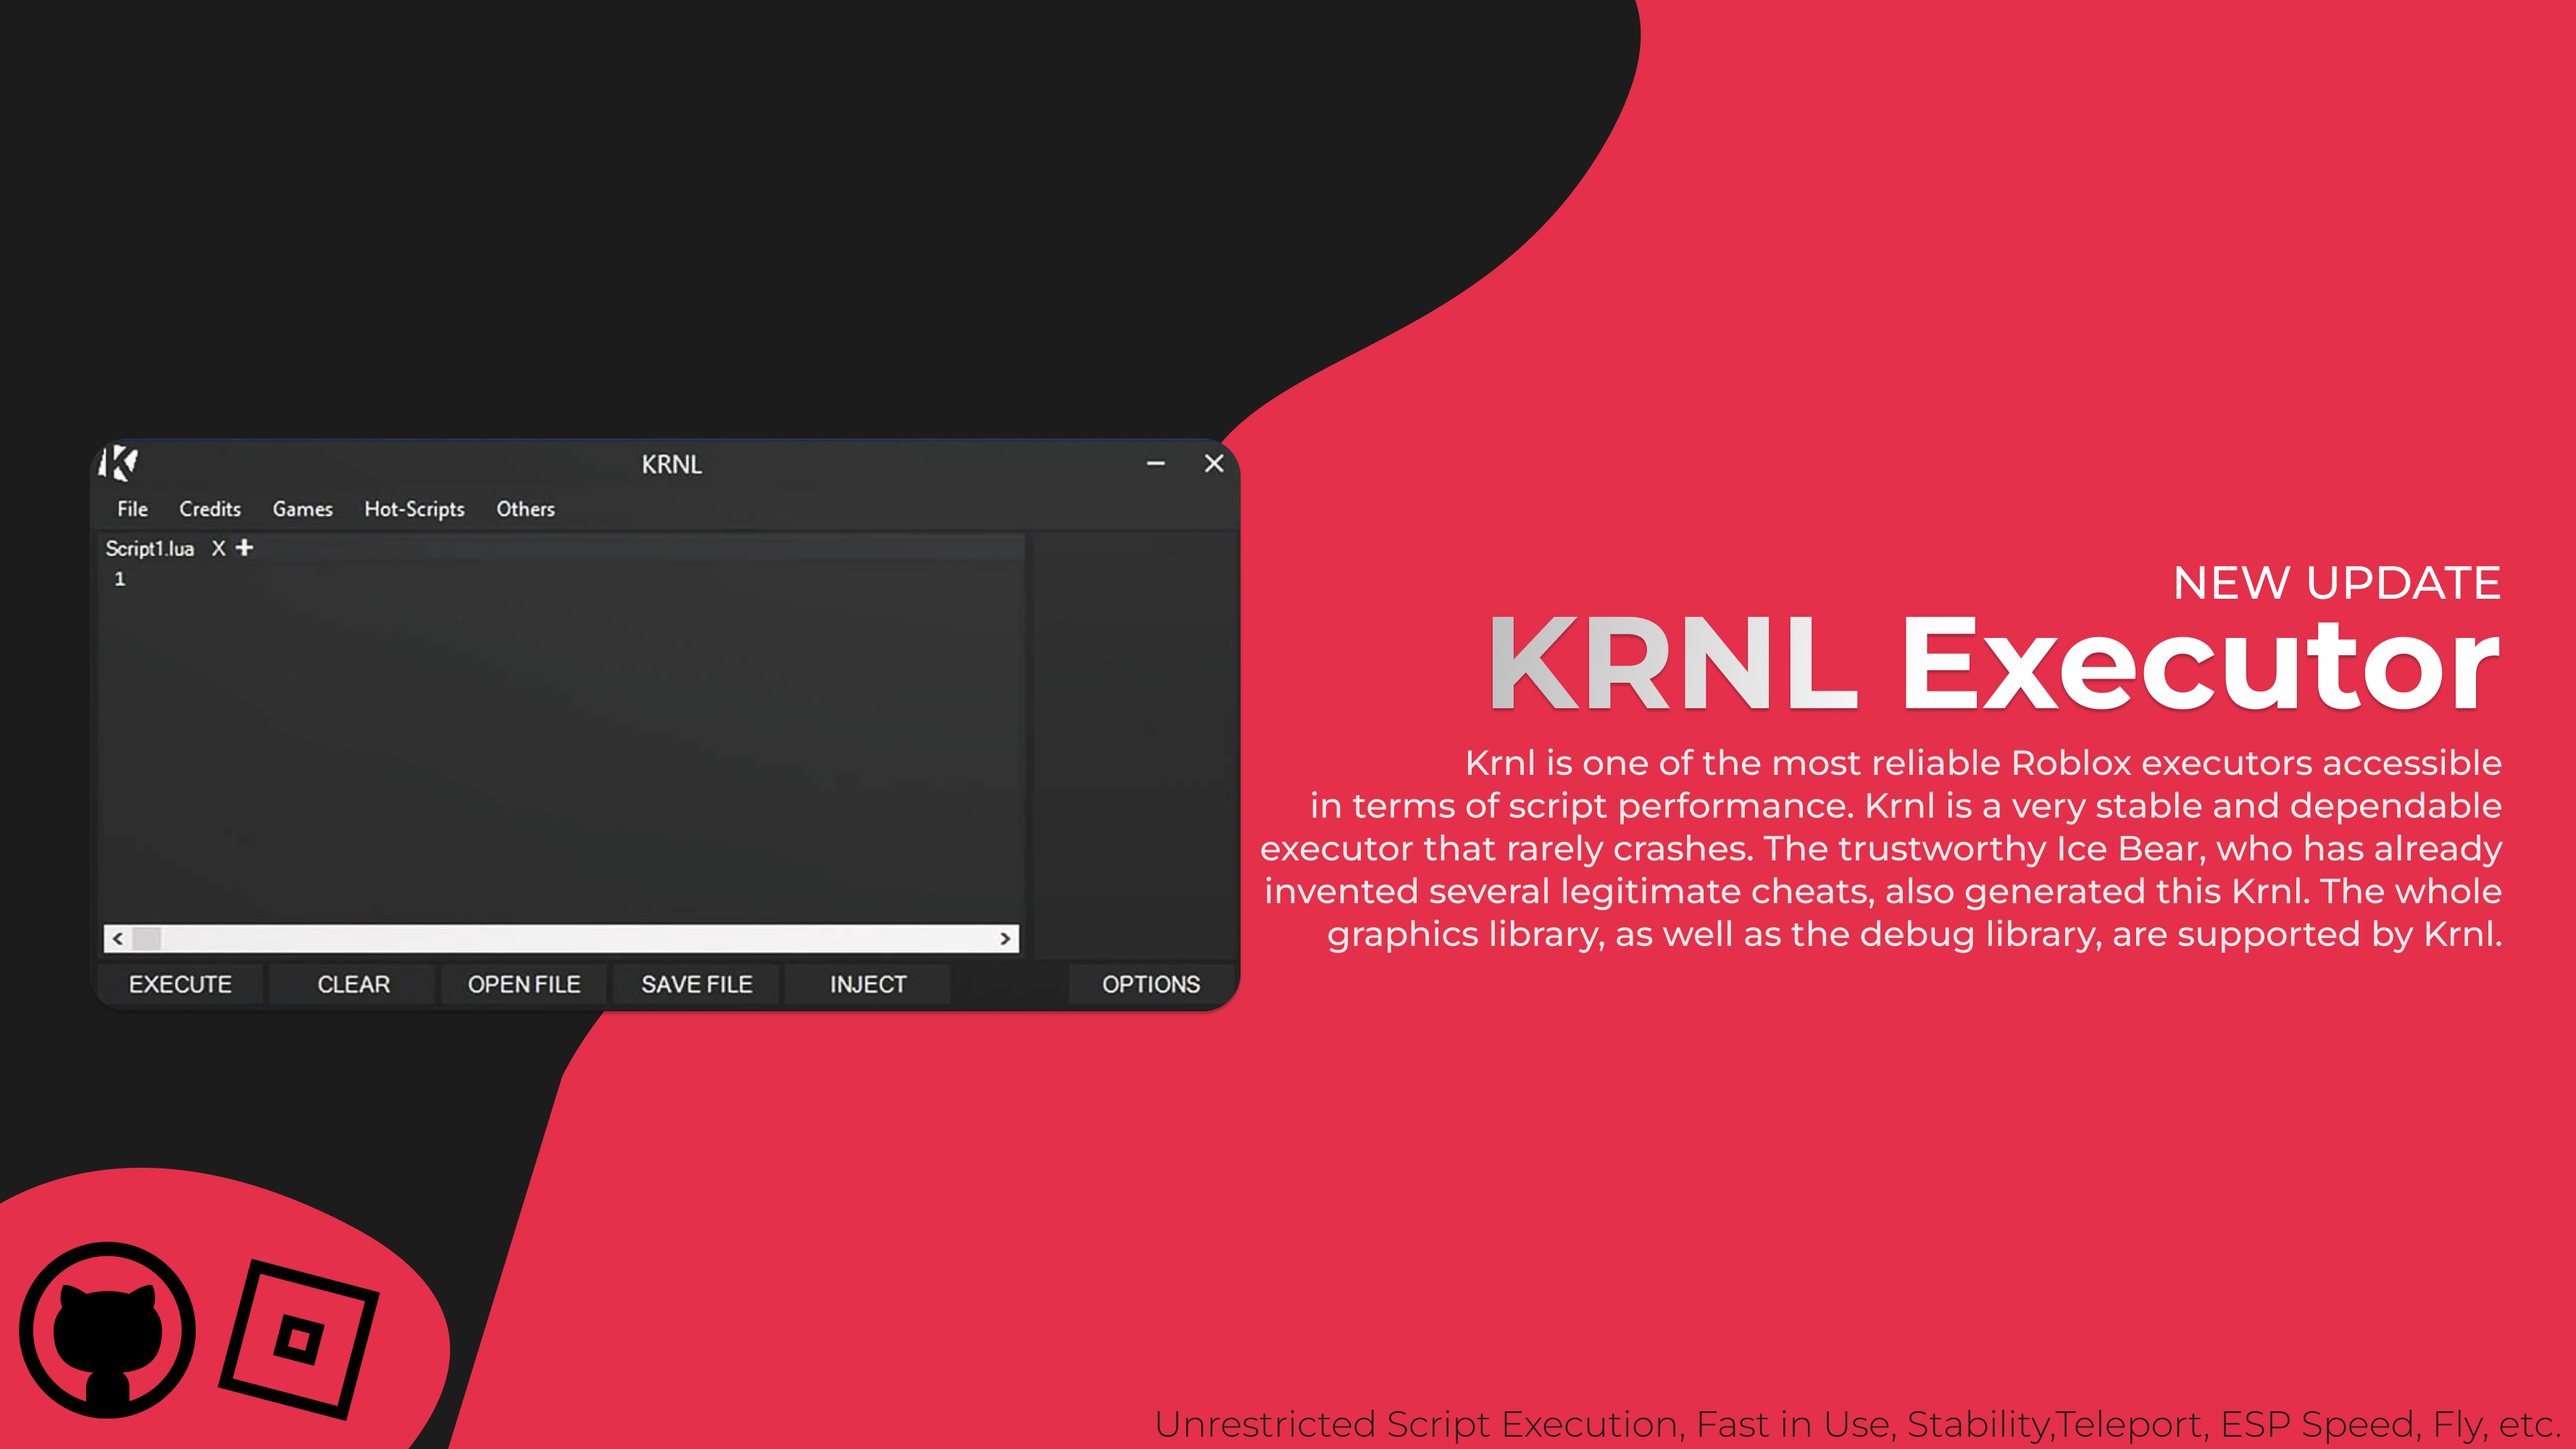 KRNL
File Credits Games Hot-Scripts Others
Script1.lua X +
1
EXECUTE CLEAR OPEN FILE SAVE FILE INJECT OPTIONS
NEW UPDATE
KRNL Executor
Krnl is one of the most reliable Roblox executors accessible
in terms of script performance. Krnl is a very stable and dependable
executor that rarely crashes. The trustworthy Ice Bear, who has already
invented several legitimate cheats, also generated this Krnl. The whole
graphics library, as well as the debug library, are supported by Krnl.
Unrestricted Script Execution, Fast in Use, Stability,Teleport, ESP Speed, Fly, etc.